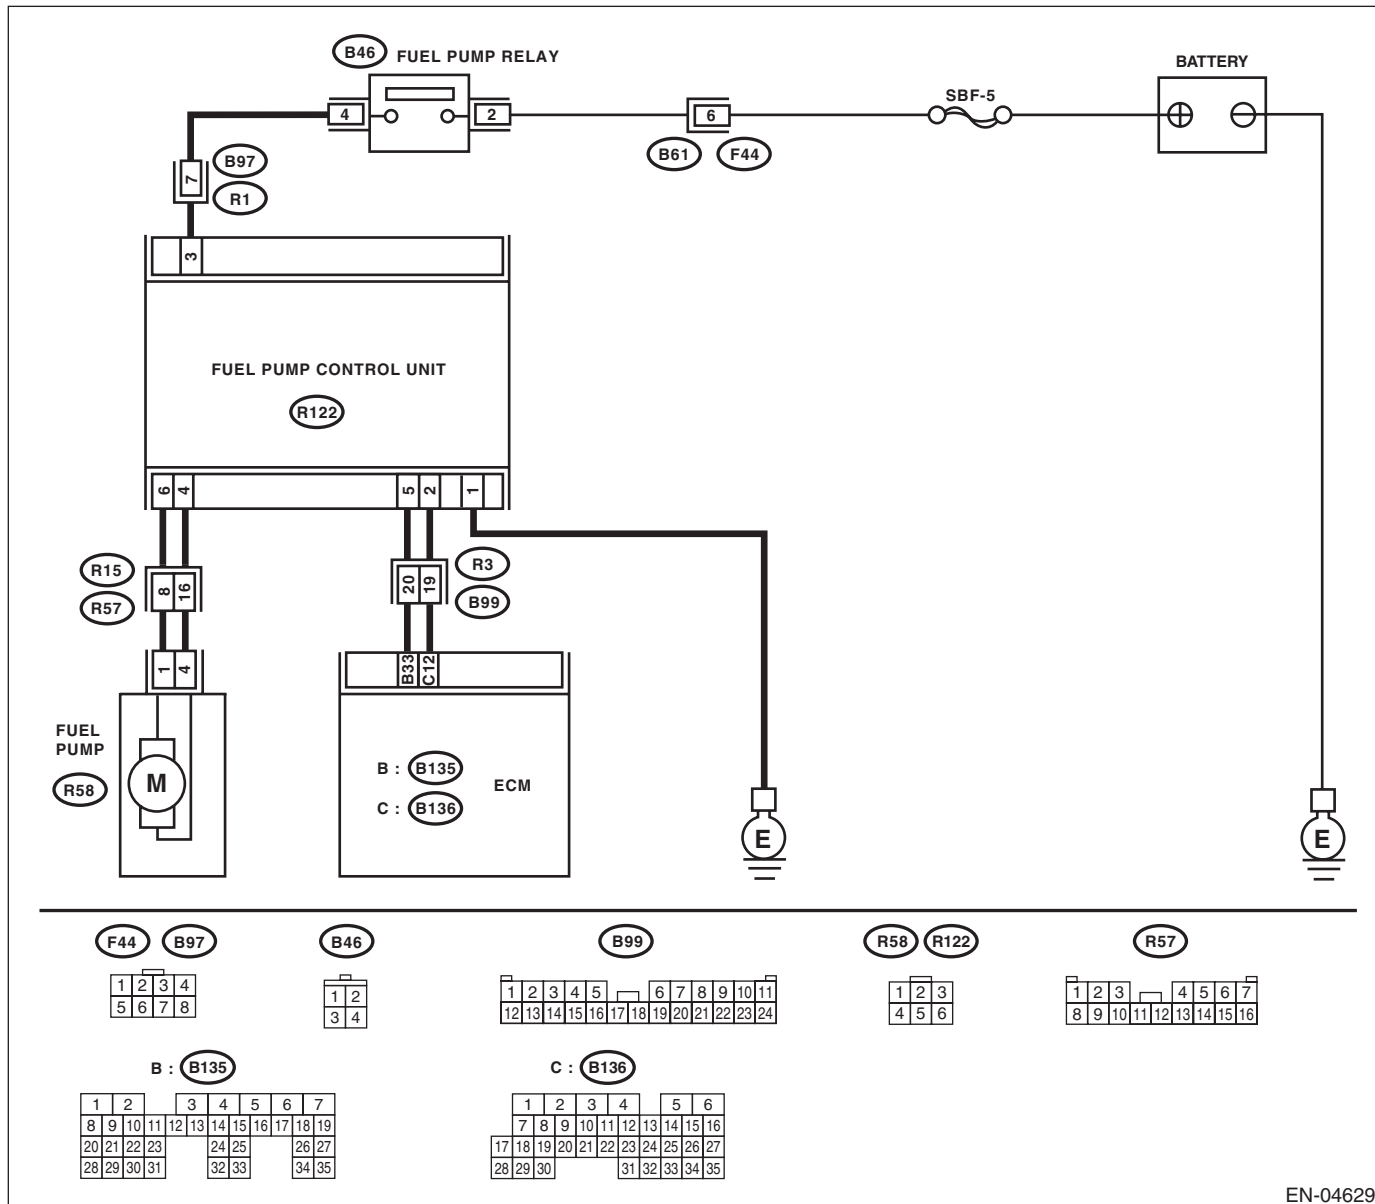 B46 FUEL PUMP RELAY
BATTERY
SBF-5
4 2 6
B61 F44
B97
7
R1
3
FUEL PUMP CONTROL UNIT
R122
6 4 5 2 1
R15 8 16 R57
20 19 R3
B99
1 4
B33 C12
FUEL
PUMP
R58
M
B : B135
ECM
C : B136
E
E
F44 B97
1 2 3 4
5 6 7 8
B46
1 2
3 4
B99
1 2 3 4 5 6 7 8 9 10 11
12 13 14 15 16 17 18 19 20 21 22 23 24
R58 R122
1 2 3
4 5 6
R57
1 2 3 4 5 6 7
8 9 10 11 12 13 14 15 16
B : B135
1 2 3 4 5 6 7
8 9 10 11 12 13 14 15 16 17 18 19
20 21 22 23 24 25 26 27
28 29 30 31 32 33 34 35
C : B136
1 2 3 4 5 6
7 8 9 10 11 12 13 14 15 16
17 18 19 20 21 22 23 24 25 26 27
28 29 30 31 32 33 34 35
EN-04629